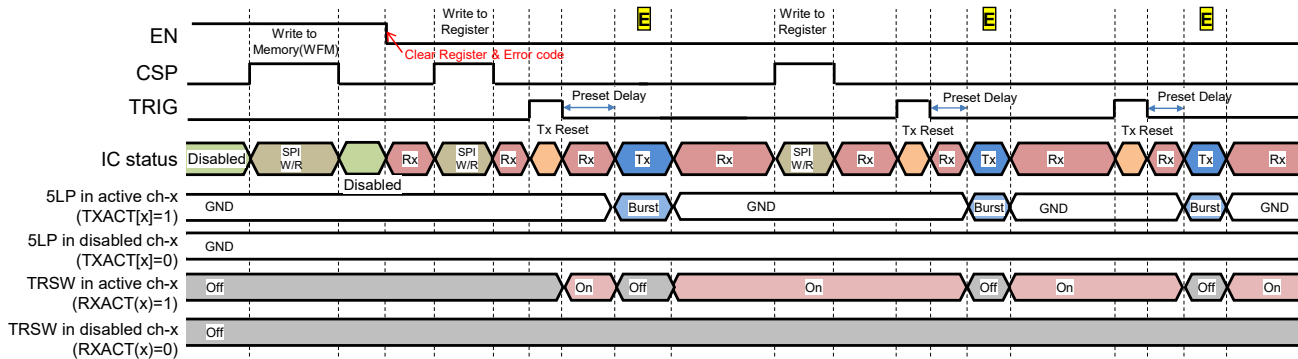 Write to
Register
E
Write to
Register
E
E
EN
Write to
Memory(WFM)
Clear Register & Error code
CSP
TRIG
Preset Delay
Preset Delay
Preset Delay
Tx Reset
Tx Reset
Tx Reset
IC status
Disabled
SPI
W/R
Disabled
Rx
SPI
W/R
Rx
Rx
Tx
Rx
SPI
W/R
Rx
Rx
Tx
Rx
Rx
Tx
Rx
5LP in active ch-x
(TXACT[x]=1)
GND
Burst
GND
Burst
GND
Burst
GND
5LP in disabled ch-x
(TXACT[x]=0)
GND
TRSW in active ch-x
(RXACT(x)=1)
Off
On
Off
On
Off
On
Off
On
TRSW in disabled ch-x
(RXACT(x)=0)
Off